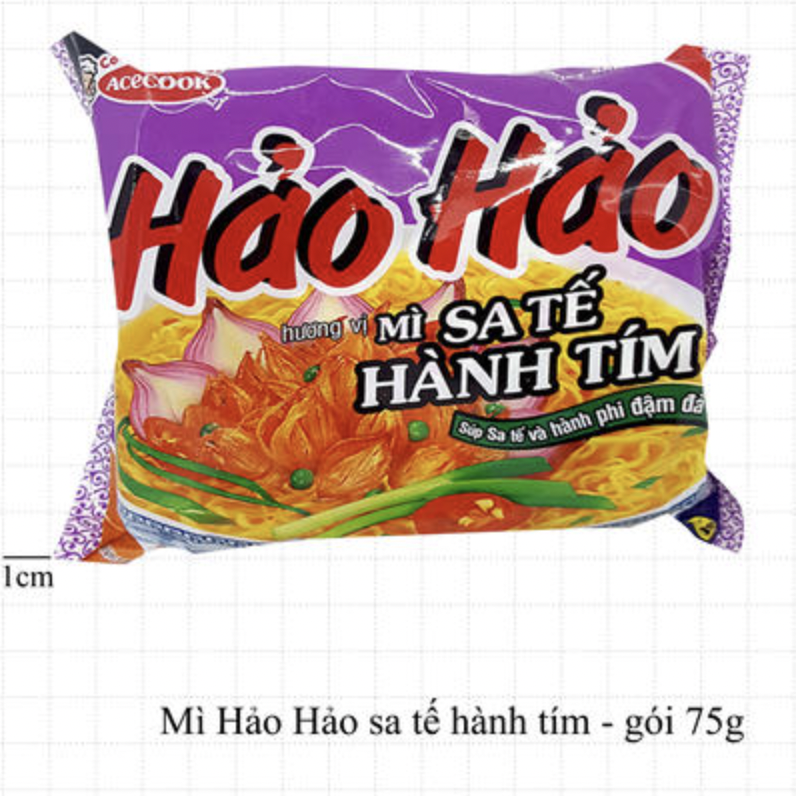 ACECOOK
Hảo Hảo
hương vị MÌ SA TẾ
HÀNH TÍM
Súp Sa tế và hành phi đậm đà
1cm
Mì Hảo Hảo sa tế hành tím - gói 75g